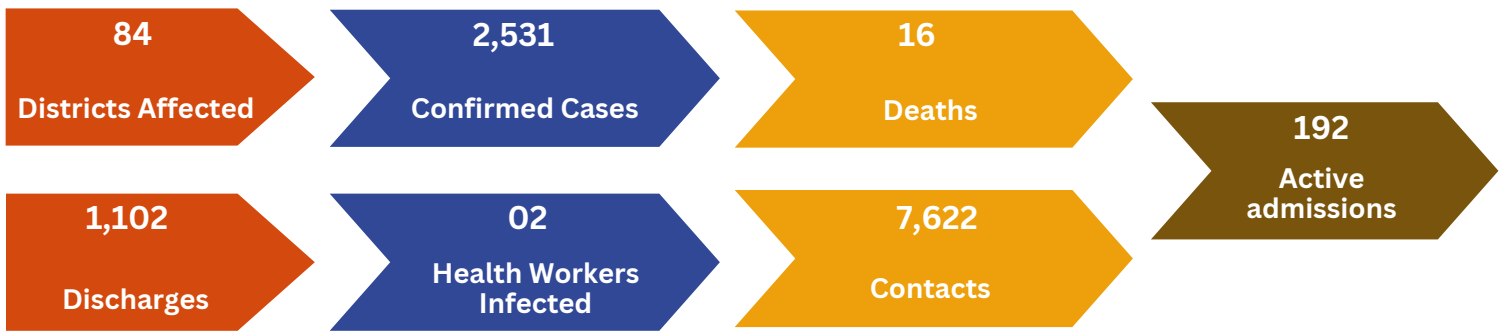 84
Districts Affected
2,531
Confirmed Cases
16
Deaths
192
Active
admissions
1,102
Discharges
02
Health Workers
Infected
7,622
Contacts